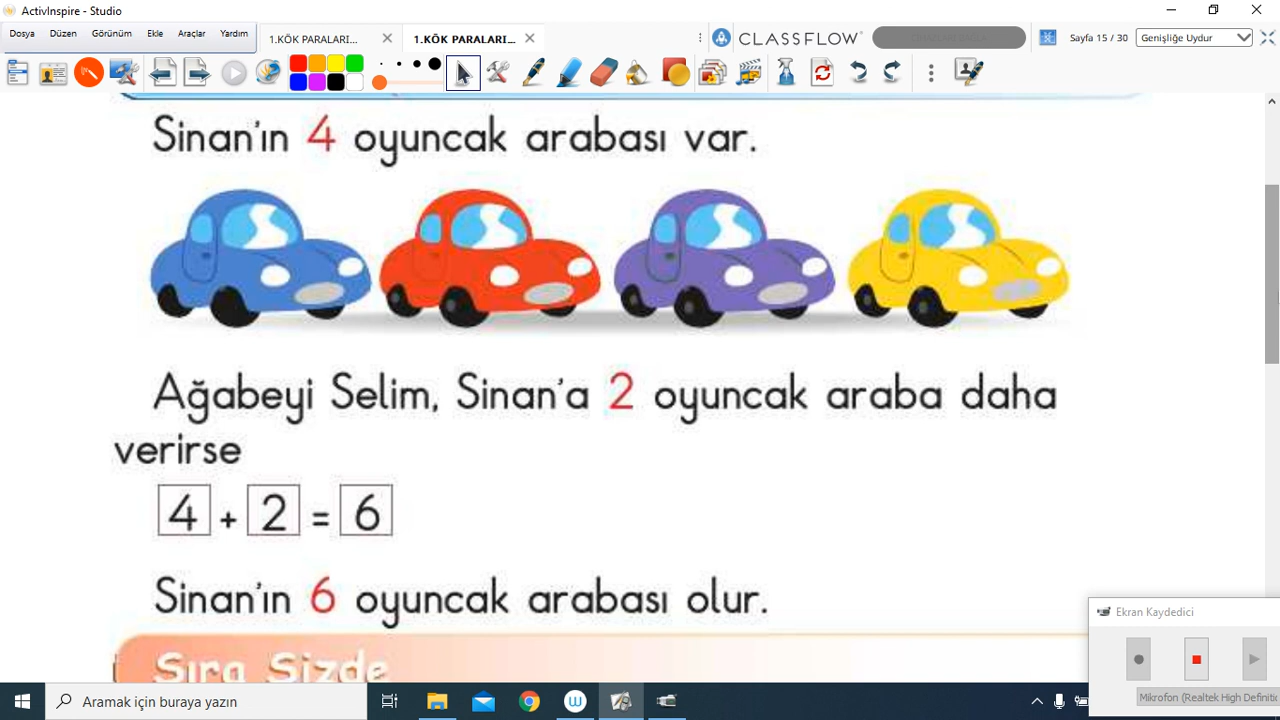 ActivInspire - Studio
Dosya Düzen Görünüm Ekle Araçlar Yardım
1.KÖK PARALARI... 1.KÖK PARALARI...
CLASSFLOW
Sayfa 15 / 30 Genişliğe Uydur
Sinan'ın 4 oyuncak arabası var.
Ağabeyi Selim, Sinan'a 2 oyuncak araba daha
verirse
4 + 2 = 6
Sinan'ın 6 oyuncak arabası olur.
Sıra Sizde
Ekran Kaydedici
Mikrofon (Realtek High Definitio
Aramak için buraya yazın